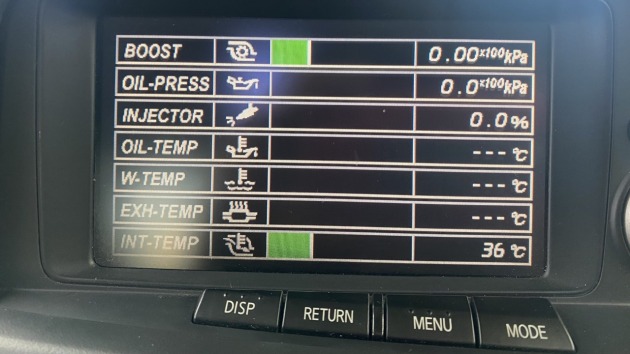 BOOST 0.00x100kPa
OIL-PRESS 0.0x100kPa
INJECTOR 0.0%
OIL-TEMP ---°C
W-TEMP ---°C
EXH-TEMP ---°C
INT-TEMP 36°C
DISP RETURN MENU MODE